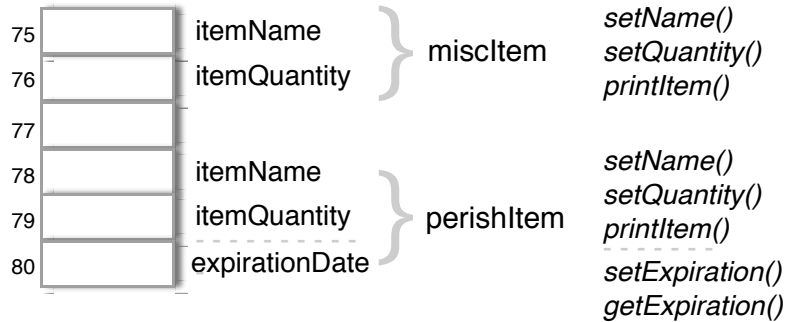 75 itemName miscItem setName()
76 itemQuantity setQuantity()
printItem()
77
78 itemName perishItem setName()
79 itemQuantity setQuantity()
printItem()
80 expirationDate setExpiration()
getExpiration()